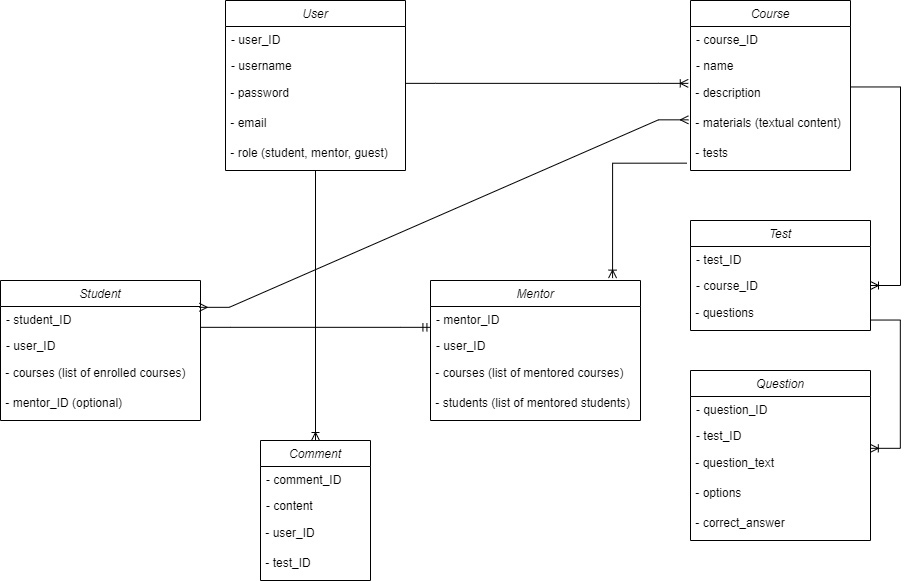 User
- user_ID
- username
- password
- email
- role (student, mentor, guest)
Course
- course_ID
- name
- description
- materials (textual content)
- tests
Test
- test_ID
- course_ID
- questions
Student
- student_ID
- user_ID
- courses (list of enrolled courses)
- mentor_ID (optional)
Mentor
- mentor_ID
- user_ID
- courses (list of mentored courses)
- students (list of mentored students)
Question
- question_ID
- test_ID
- question_text
- options
- correct_answer
Comment
- comment_ID
- content
- user_ID
- test_ID